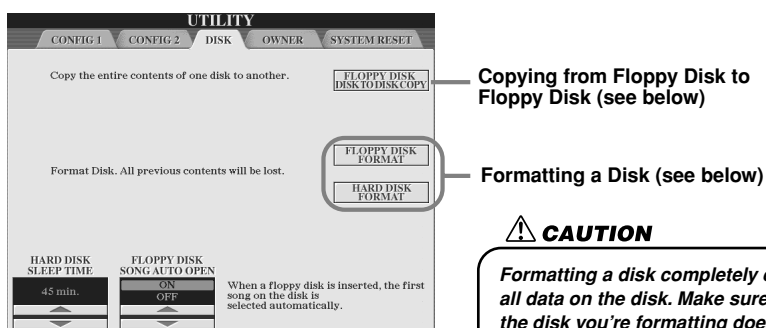 UTILITY
CONFIG 1 CONFIG 2 DISK OWNER SYSTEM RESET
Copy the entire contents of one disk to another.
FLOPPY DISK
DISK TO DISK COPY
Copying from Floppy Disk to
Floppy Disk (see below)
Format Disk. All previous contents will be lost.
FLOPPY DISK
FORMAT
HARD DISK
FORMAT
Formatting a Disk (see below)
CAUTION
Formatting a disk completely
all data on the disk. Make sure
the disk you're formatting
HARD DISK
SLEEP TIME
45 min.
FLOPPY DISK
SONG AUTO OPEN
ON
OFF
When a floppy disk is inserted, the first
song on the disk is
selected automatically.